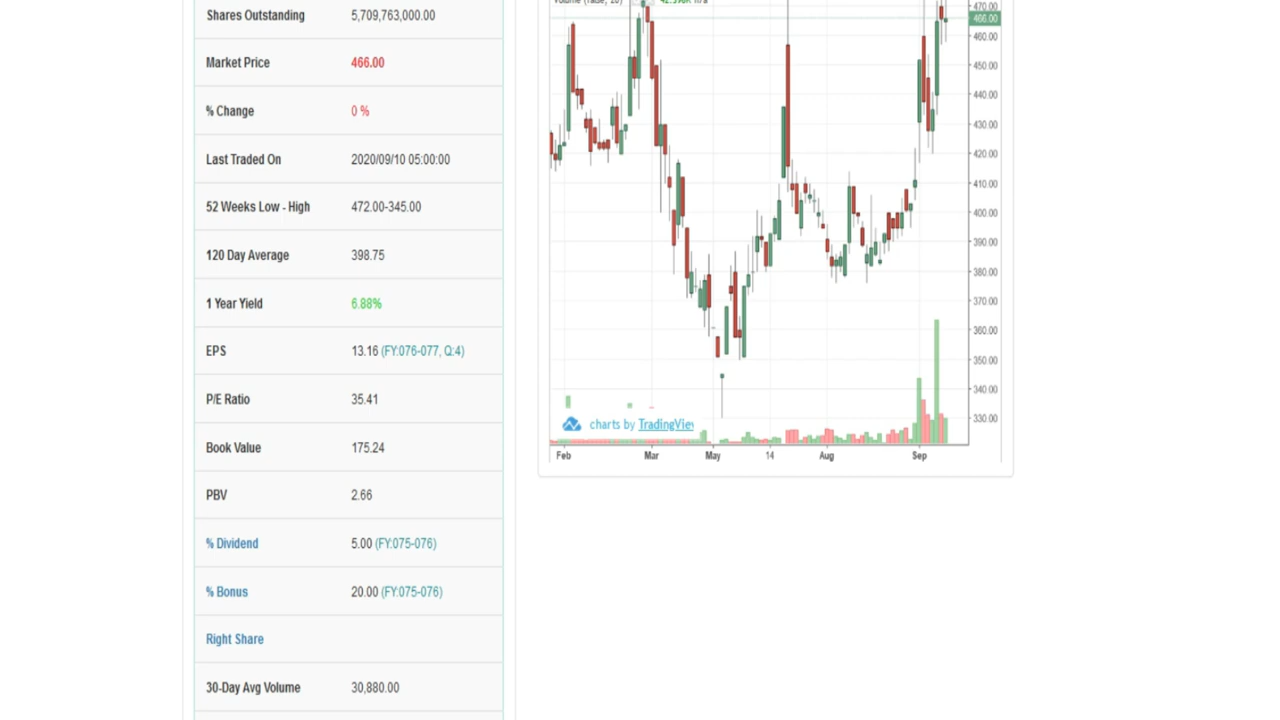 Shares Outstanding 5,709,763,000.00
Market Price 466.00
% Change 0 %
Last Traded On 2020/09/10 05:00:00
52 Weeks Low - High 472.00-345.00
120 Day Average 398.75
1 Year Yield 6.88%
EPS 13.16 (FY:076-077, Q:4)
P/E Ratio 35.41
Book Value 175.24
PBV 2.66
% Dividend 5.00 (FY:075-076)
% Bonus 20.00 (FY:075-076)
Right Share
30-Day Avg Volume 30,880.00
470.00
466.00
460.00
450.00
440.00
430.00
420.00
410.00
400.00
390.00
380.00
370.00
360.00
350.00
340.00
330.00
charts by TradingView
Feb Mar May 14 Aug Sep